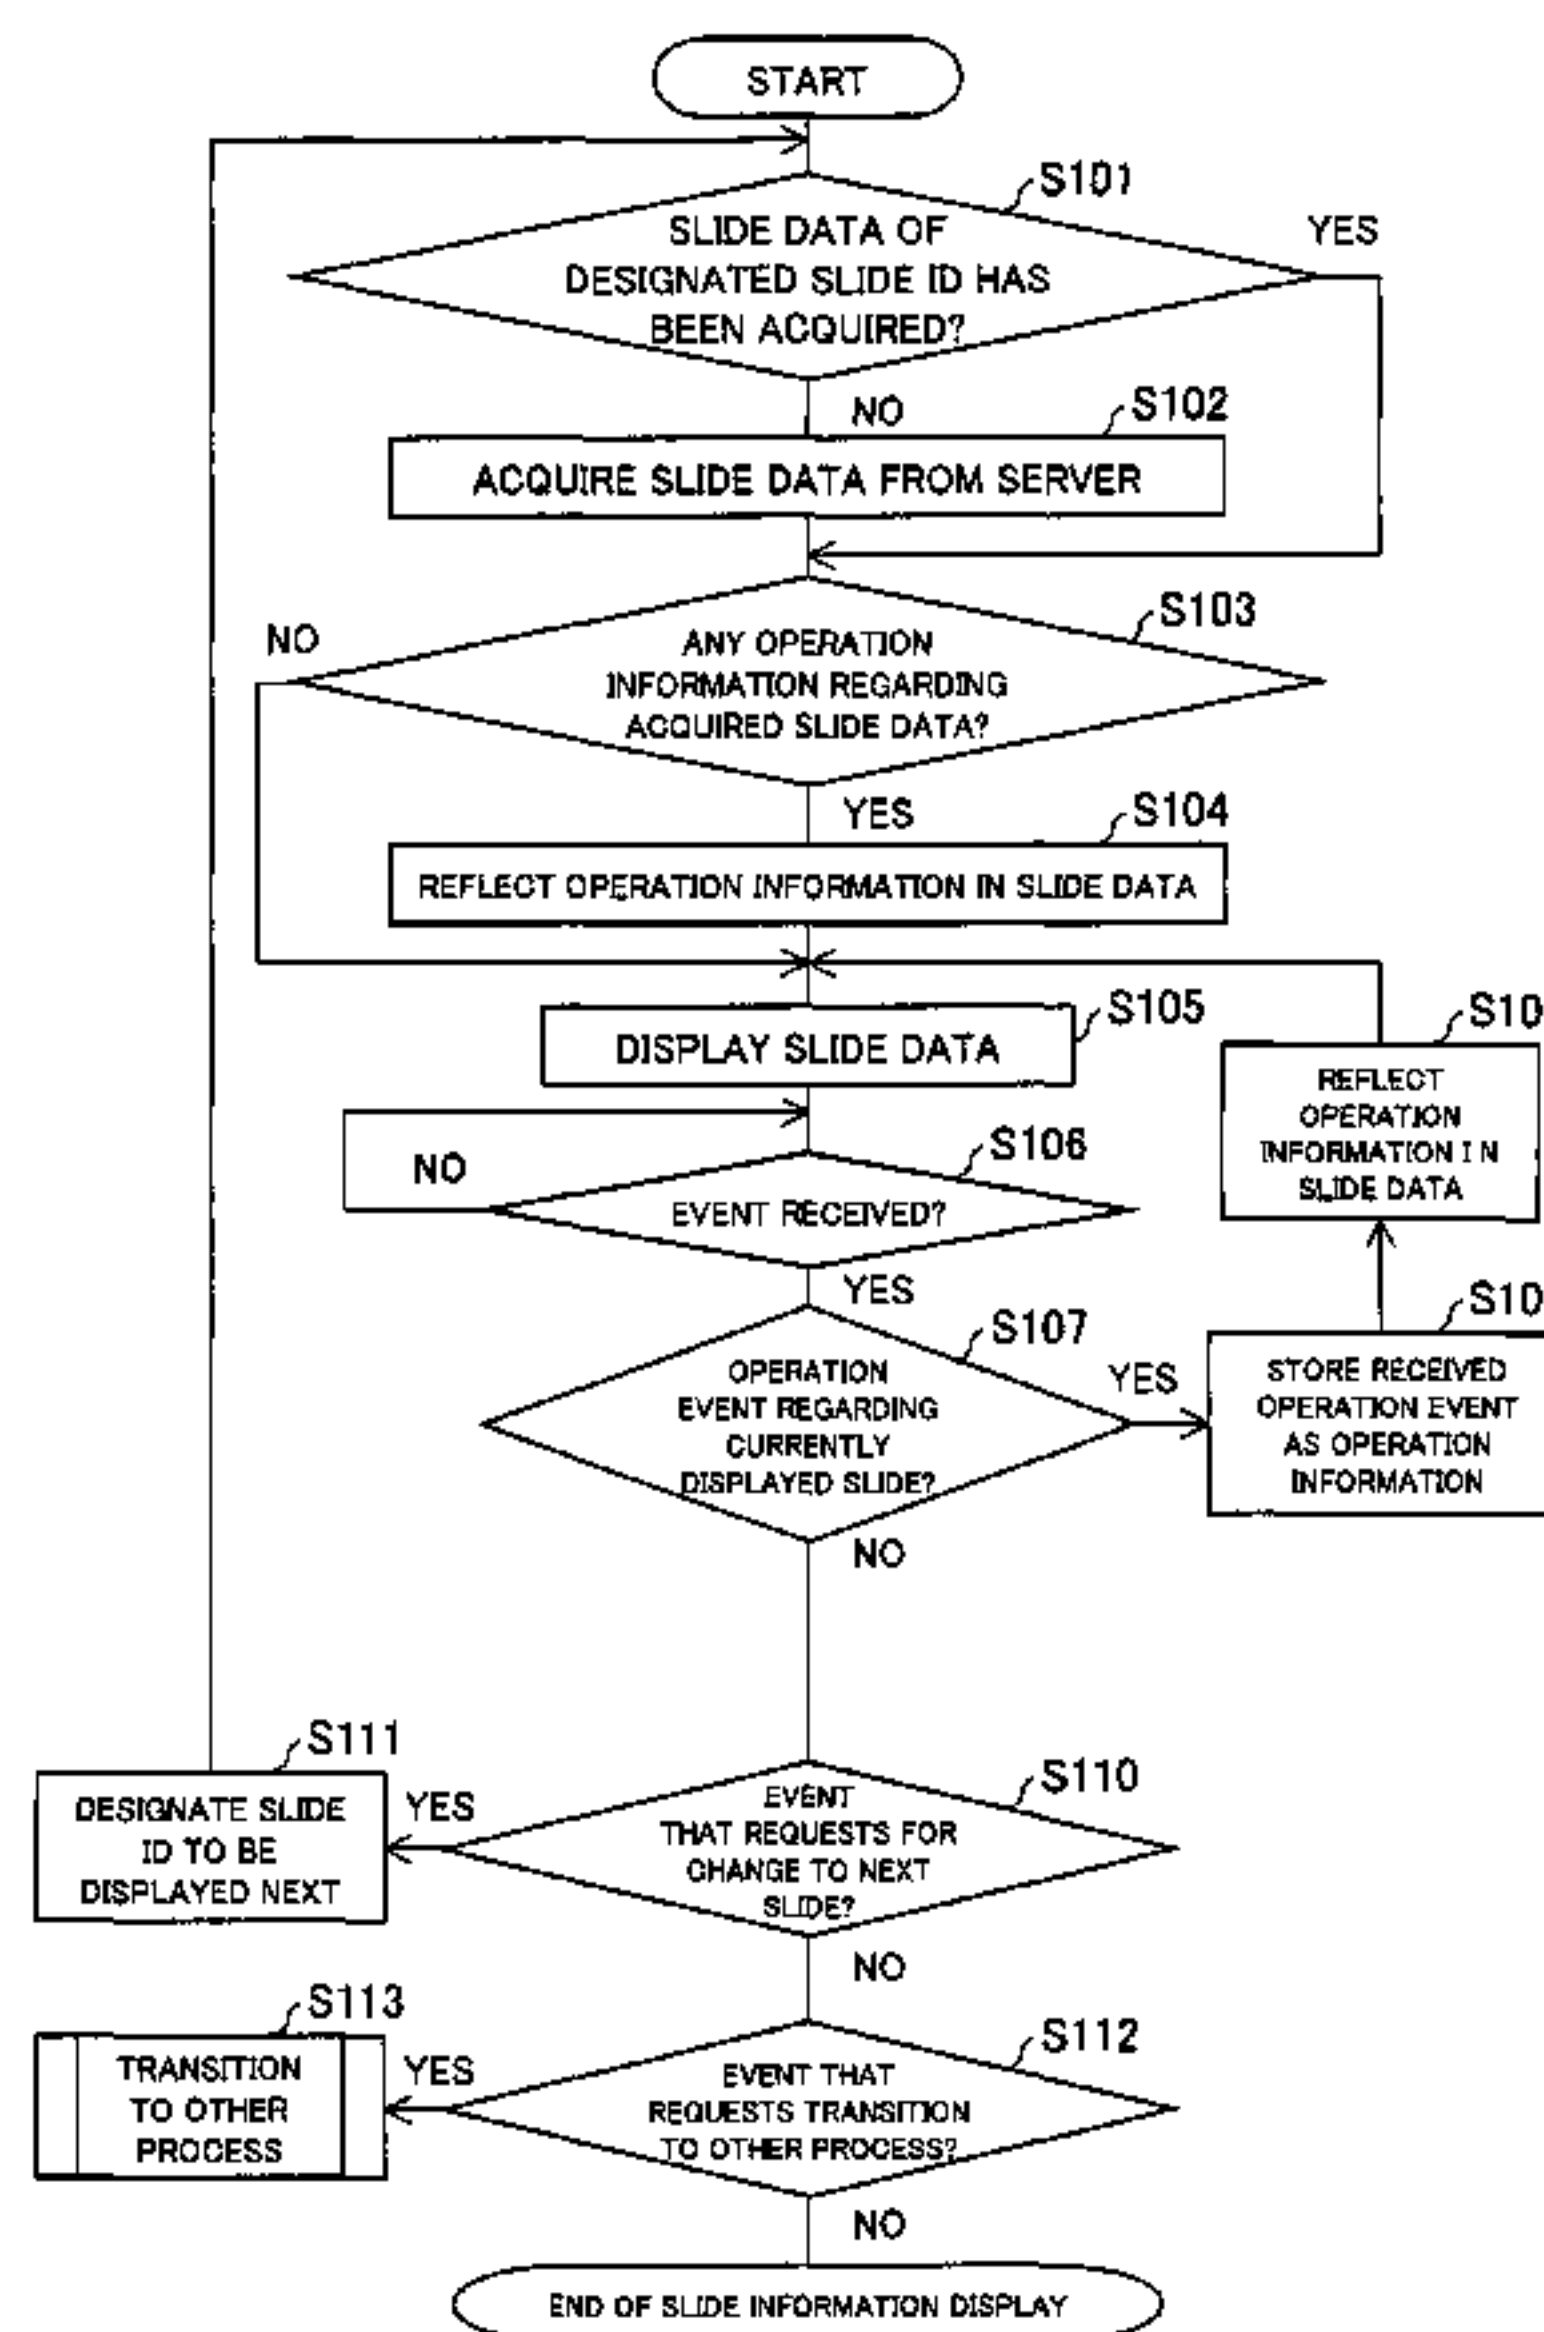 START
S101
YES
SLIDE DATA OF
DESIGNATED SLIDE ID HAS
BEEN ACQUIRED?
NO
S102
ACQUIRE SLIDE DATA FROM SERVER
S103
NO
ANY OPERATION
INFORMATION REGARDING
ACQUIRED SLIDE DATA?
YES
S104
REFLECT OPERATION INFORMATION IN SLIDE DATA
S105
DISPLAY SLIDE DATA
S10
REFLECT
OPERATION
INFORMATION IN
SLIDE DATA
S106
NO
EVENT RECEIVED?
YES
S107
OPERATION
EVENT REGARDING
CURRENTLY
DISPLAYED SLIDE?
YES
S10
STORE RECEIVED
OPERATION EVENT
AS OPERATION
INFORMATION
NO
S111
DESIGNATE SLIDE
ID TO BE
DISPLAYED NEXT
YES
S110
EVENT
THAT REQUESTS FOR
CHANGE TO NEXT
SLIDE?
NO
S113
TRANSITION
TO OTHER
PROCESS
YES
S112
EVENT THAT
REQUESTS TRANSITION
TO OTHER PROCESS?
NO
END OF SLIDE INFORMATION DISPLAY